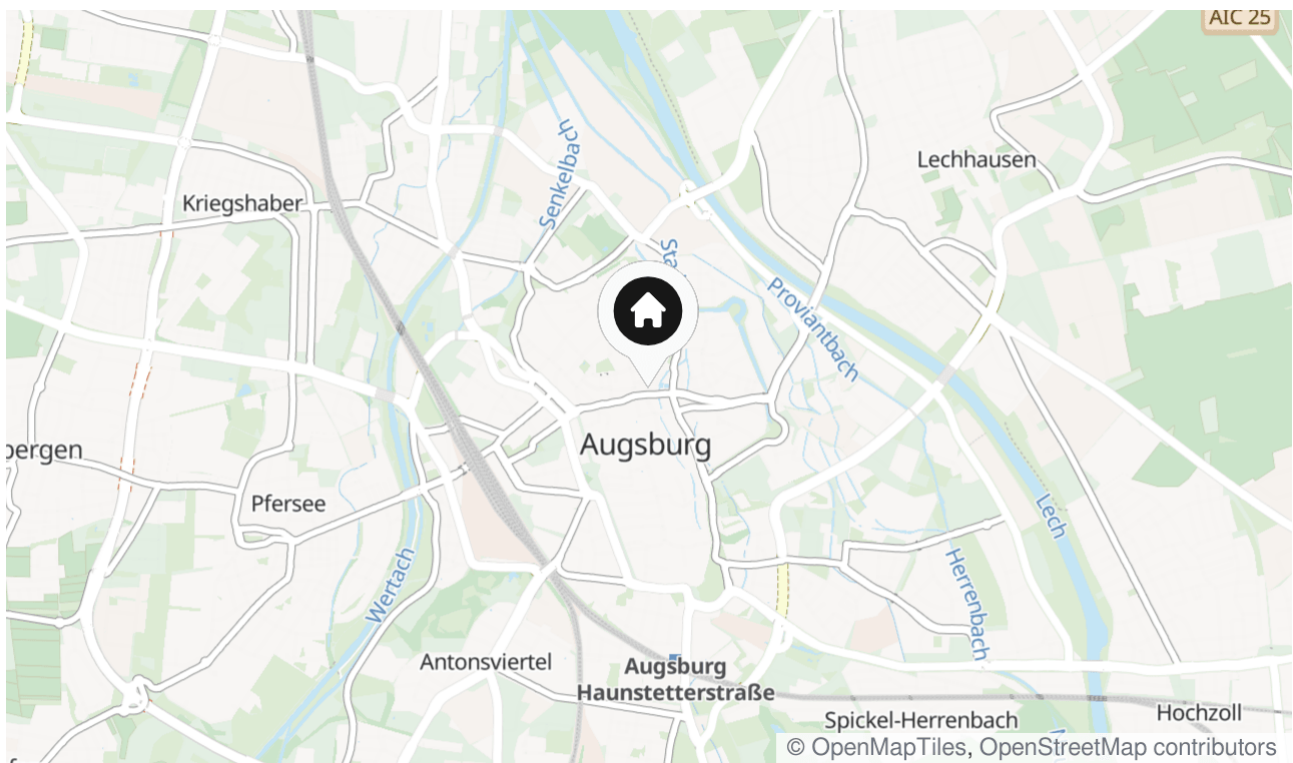 AIC 25
Lechhausen
Senkelbach
Kriegshaber
Sta
Proviantbach
Augsburg
bergen
Pfersee
Lech
Wertach
Herrenbach
Antonsviertel
Augsburg
Haunstetterstraße
Spickel-Herrenbach
Hochzoll
© OpenMapTiles, OpenStreetMap contributors